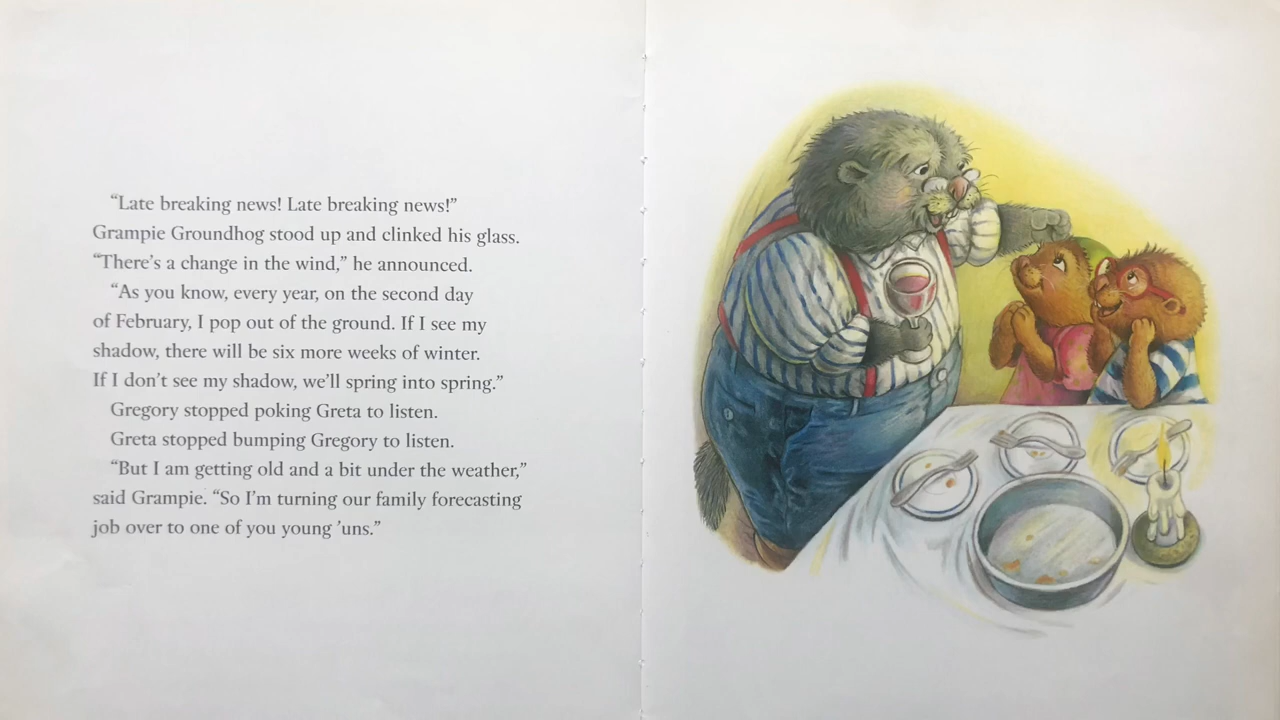 “Late breaking news! Late breaking news!”
Grampie Groundhog stood up and clinked his glass.
“There’s a change in the wind,” he announced.
“As you know, every year, on the second day
of February, I pop out of the ground. If I see my
shadow, there will be six more weeks of winter.
If I don’t see my shadow, we’ll spring into spring.”
Gregory stopped poking Greta to listen.
Greta stopped bumping Gregory to listen.
“But I am getting old and a bit under the weather,”
said Grampie. “So I’m turning our family forecasting
job over to one of you young ’uns.”